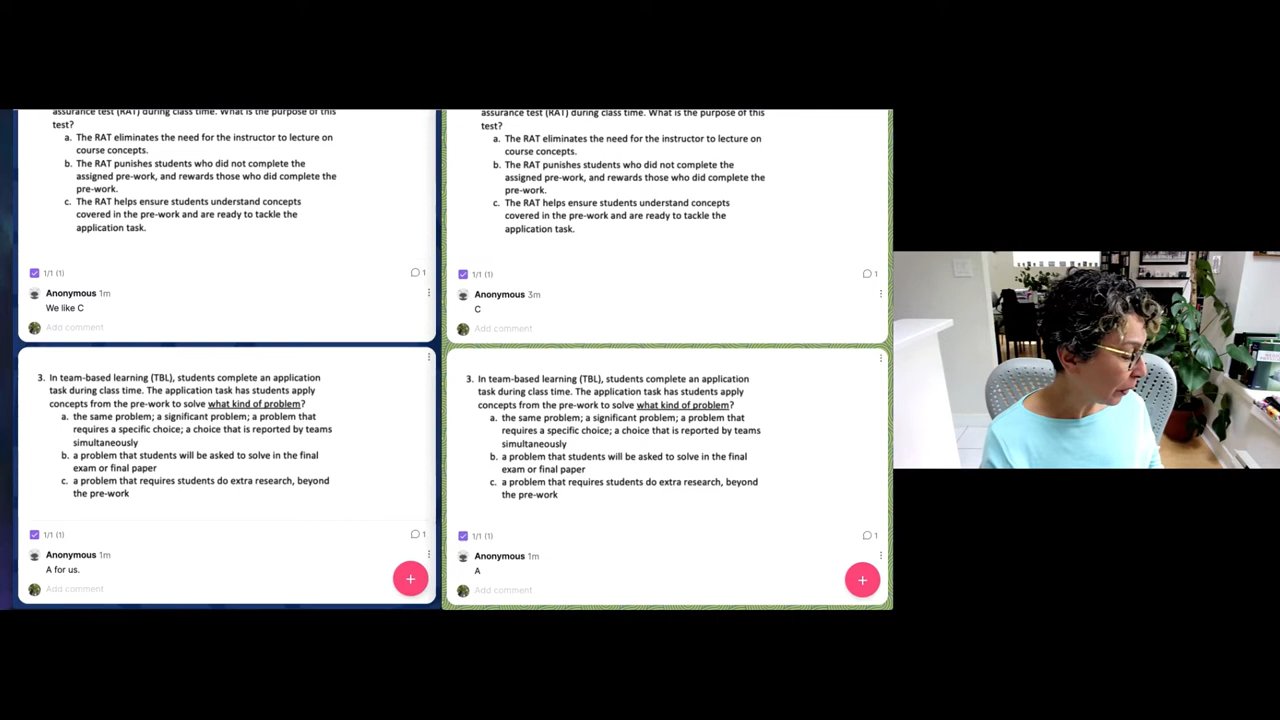 assurance test (RAT) during class time. What is the purpose of this
test?
a. The RAT eliminates the need for the instructor to lecture on
course concepts.
b. The RAT punishes students who did not complete the
assigned pre-work, and rewards those who did complete the
pre-work.
c. The RAT helps ensure students understand concepts
covered in the pre-work and are ready to tackle the
application task.
1/1 (1)
1
Anonymous 1m
We like C
Add comment
3. In team-based learning (TBL), students complete an application
task during class time. The application task has students apply
concepts from the pre-work to solve what kind of problem?
a. the same problem; a significant problem; a problem that
requires a specific choice; a choice that is reported by teams
simultaneously
b. a problem that students will be asked to solve in the final
exam or final paper
c. a problem that requires students do extra research, beyond
the pre-work
1/1 (1)
1
Anonymous 1m
A for us.
Add comment
assurance test (RAT) during class time. What is the purpose of this
test?
a. The RAT eliminates the need for the instructor to lecture on
course concepts.
b. The RAT punishes students who did not complete the
assigned pre-work, and rewards those who did complete the
pre-work.
c. The RAT helps ensure students understand concepts
covered in the pre-work and are ready to tackle the
application task.
1/1 (1)
1
Anonymous 3m
C
Add comment
3. In team-based learning (TBL), students complete an application
task during class time. The application task has students apply
concepts from the pre-work to solve what kind of problem?
a. the same problem; a significant problem; a problem that
requires a specific choice; a choice that is reported by teams
simultaneously
b. a problem that students will be asked to solve in the final
exam or final paper
c. a problem that requires students do extra research, beyond
the pre-work
1/1 (1)
1
Anonymous 1m
A
Add comment